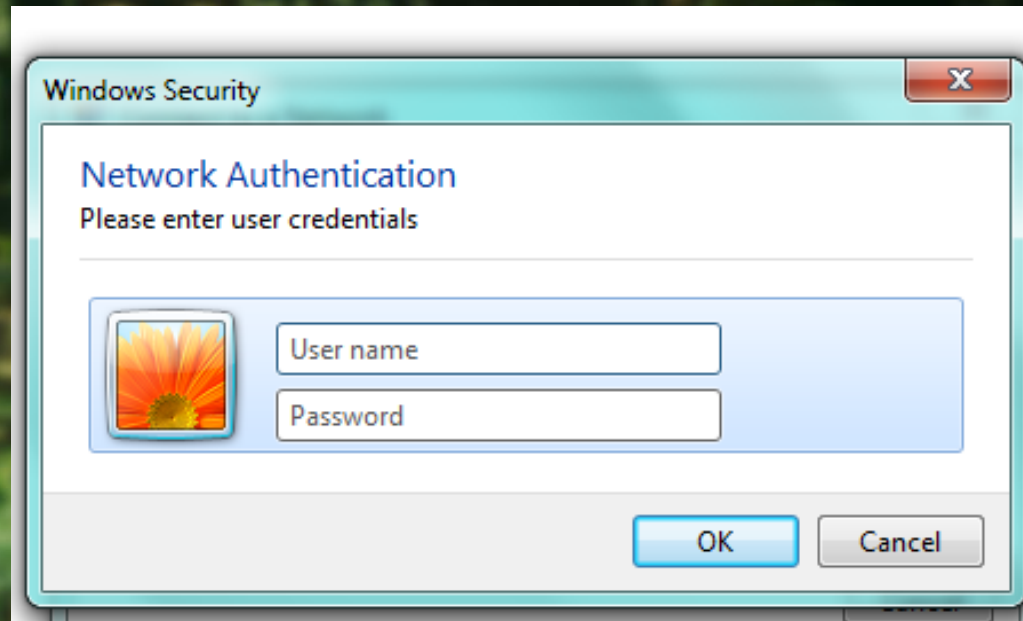 Windows Security
Network Authentication
Please enter user credentials
User name
Password
OK
Cancel